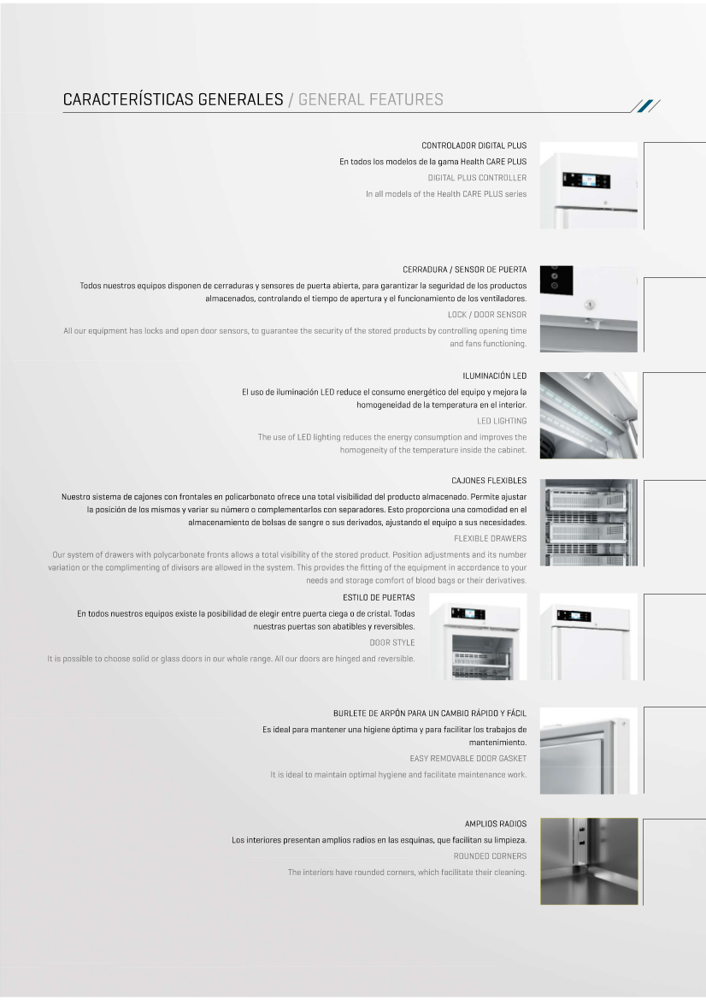 CARACTERÍSTICAS GENERALES / GENERAL FEATURES
CONTROLADOR DIGITAL PLUS
En todos los modelos de la gama Health CARE PLUS
DIGITAL PLUS CONTROLLER
In all models of the Health CARE PLUS series
CERRADURA / SENSOR DE PUERTA
Todos nuestros equipos disponen de cerraduras y sensores de puerta abierta, para garantizar la seguridad de los productos
almacenados, controlando el tiempo de apertura y el funcionamiento de los ventiladores.
LOCK / DOOR SENSOR
All our equipment has locks and open door sensors, to guarantee the security of the stored products by controlling opening time
and fans functioning.
ILUMINACIÓN LED
El uso de iluminación LED reduce el consumo energético del equipo y mejora la
homogeneidad de la temperatura en el interior.
LED LIGHTING
The use of LED lighting reduces the energy consumption and improves the
homogeneity of the temperature inside the cabinet.
CAJONES FLEXIBLES
Nuestro sistema de cajones con frontales en policarbonato ofrece una total visibilidad del producto almacenado. Permite ajustar
la posición de los mismos y variar su número o complementarlos con separadores. Esto proporciona una comodidad en el
almacenamiento de bolsas de sangre o sus derivados, ajustando el equipo a sus necesidades.
FLEXIBLE DRAWERS
Our system of drawers with polycarbonate fronts allows a total visibility of the stored product. Position adjustments and its number
variation or the complimenting of divisors are allowed in the system. This provides the fitting of the equipment in accordance to your
needs and storage comfort of blood bags or their derivatives.
ESTILO DE PUERTAS
En todos nuestros equipos existe la posibilidad de elegir entre puerta ciega o de cristal. Todas
nuestras puertas son abatibles y reversibles.
DOOR STYLE
It is possible to choose solid or glass doors in our whole range. All our doors are hinged and reversible.
BURLETE DE ARPÓN PARA UN CAMBIO RÁPIDO Y FÁCIL
Es ideal para mantener una higiene óptima y para facilitar los trabajos de
mantenimiento.
EASY REMOVABLE DOOR GASKET
It is ideal to maintain optimal hygiene and facilitate maintenance work.
AMPLIOS RADIOS
Los interiores presentan amplios radios en las esquinas, que facilitan su limpieza.
ROUNDED CORNERS
The interiors have rounded corners, which facilitate their cleaning.